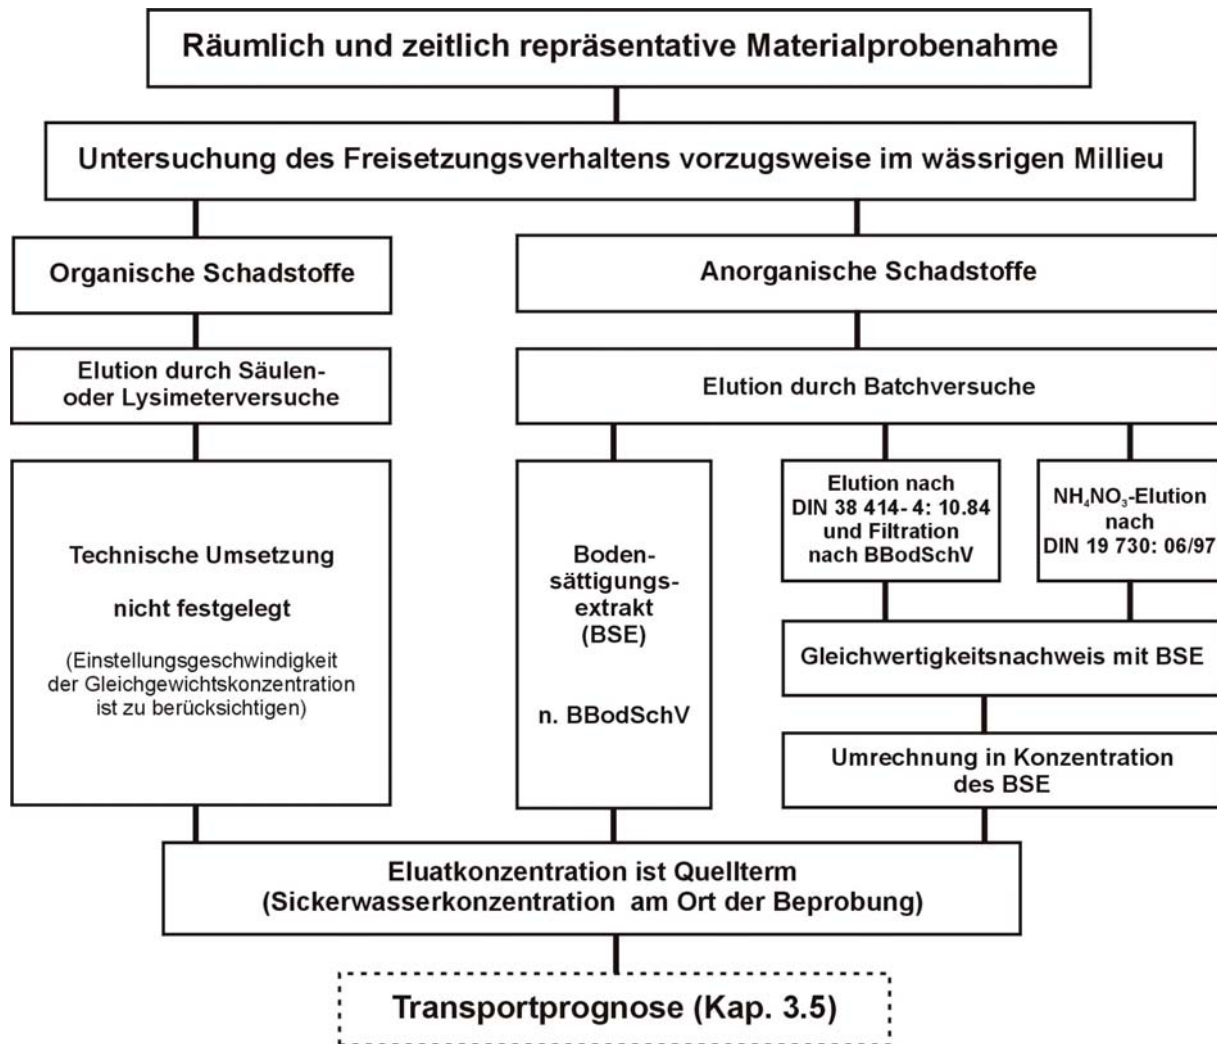 Räumlich und zeitlich repräsentative Materialprobenahme
Untersuchung des Freisetzungsverhaltens vorzugsweise im wässrigen Millieu
Organische Schadstoffe
Anorganische Schadstoffe
Elution durch Säulen-
oder Lysimeterversuche
Elution durch Batchversuche
Technische Umsetzung
nicht festgelegt
(Einstellungsgeschwindigkeit
der Gleichgewichtskonzentration
ist zu berücksichtigen)
Boden-
sättigungs-
extrakt
(BSE)
n. BBodSchV
Elution nach
DIN 38 414- 4: 10.84
und Filtration
nach BBodSchV
NH₄NO₃-Elution
nach
DIN 19 730: 06/97
Gleichwertigkeitsnachweis mit BSE
Umrechnung in Konzentration
des BSE
Eluatkonzentration ist Quellterm
(Sickerwasserkonzentration am Ort der Beprobung)
Transportprognose (Kap. 3.5)